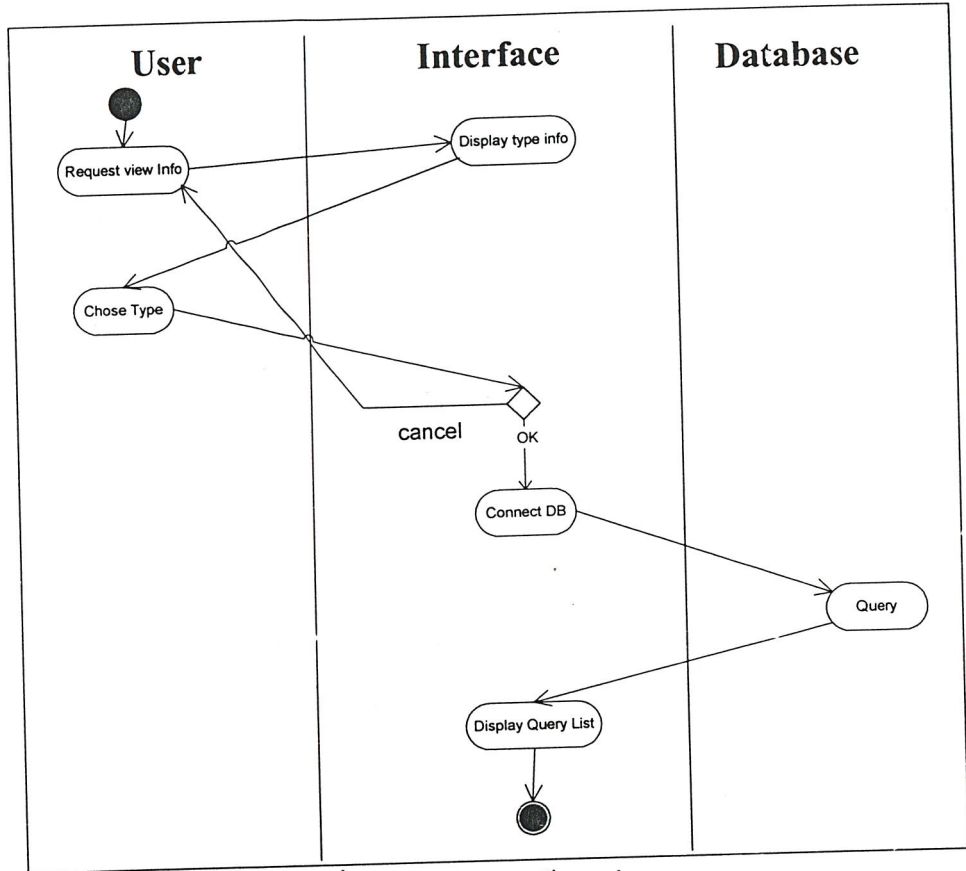 User
Interface
Database
Request view Info
Display type info
Chose Type
cancel
OK
Connect DB
Query
Display Query List